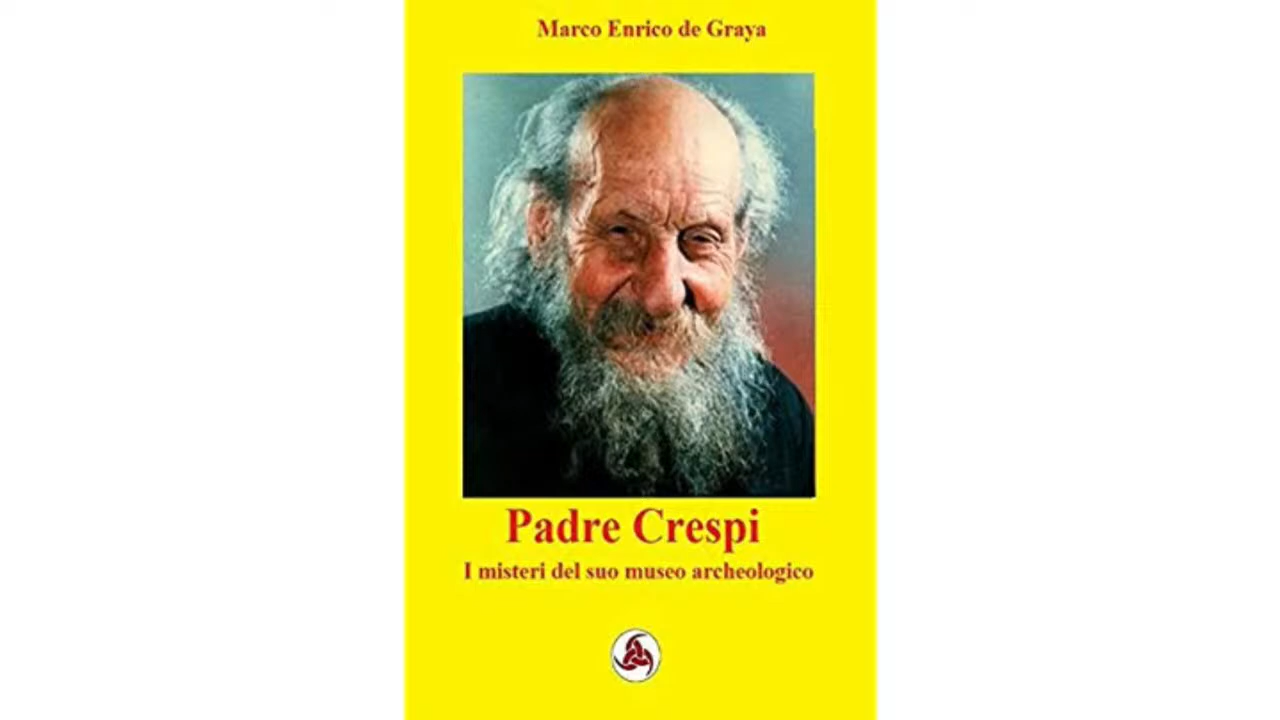 Marco Enrico de Graya
Padre Crespi
I misteri del suo museo archeologico